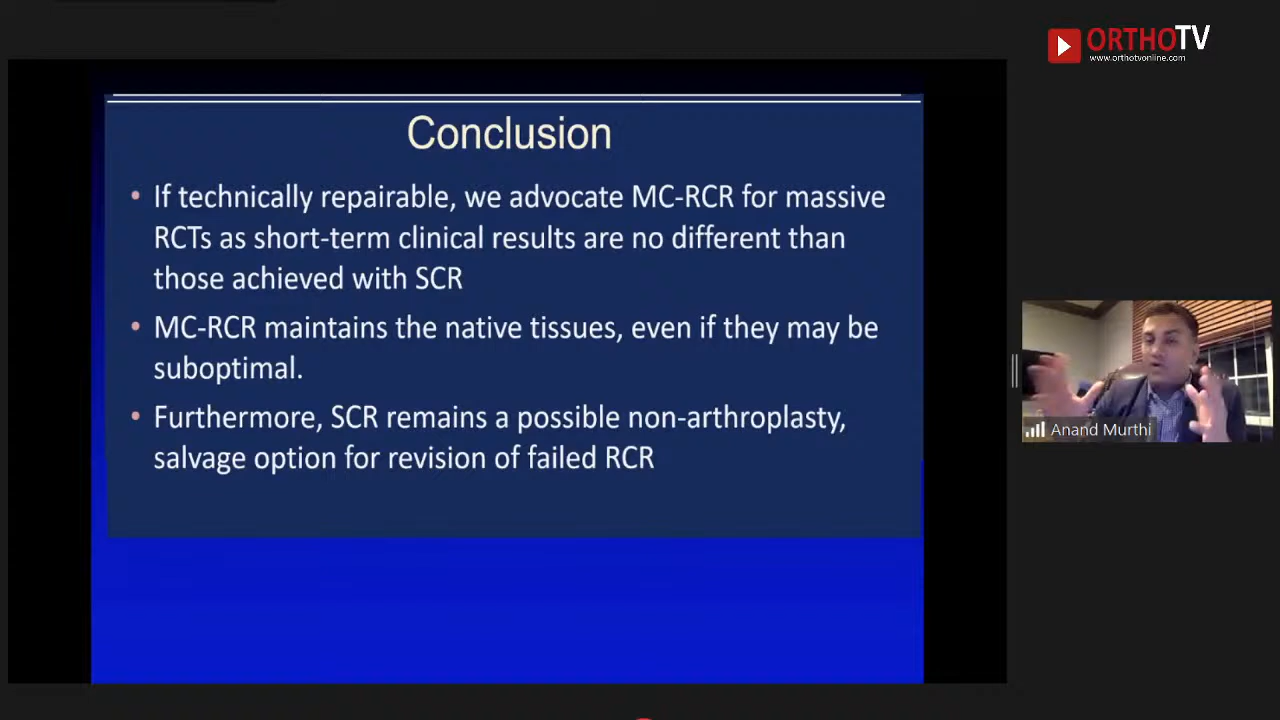 ORTHOTV
www.orthotvonline.com
Conclusion
• If technically repairable, we advocate MC-RCR for massive
RCTs as short-term clinical results are no different than
those achieved with SCR
• MC-RCR maintains the native tissues, even if they may be
suboptimal.
• Furthermore, SCR remains a possible non-arthroplasty,
salvage option for revision of failed RCR
Anand Murthi